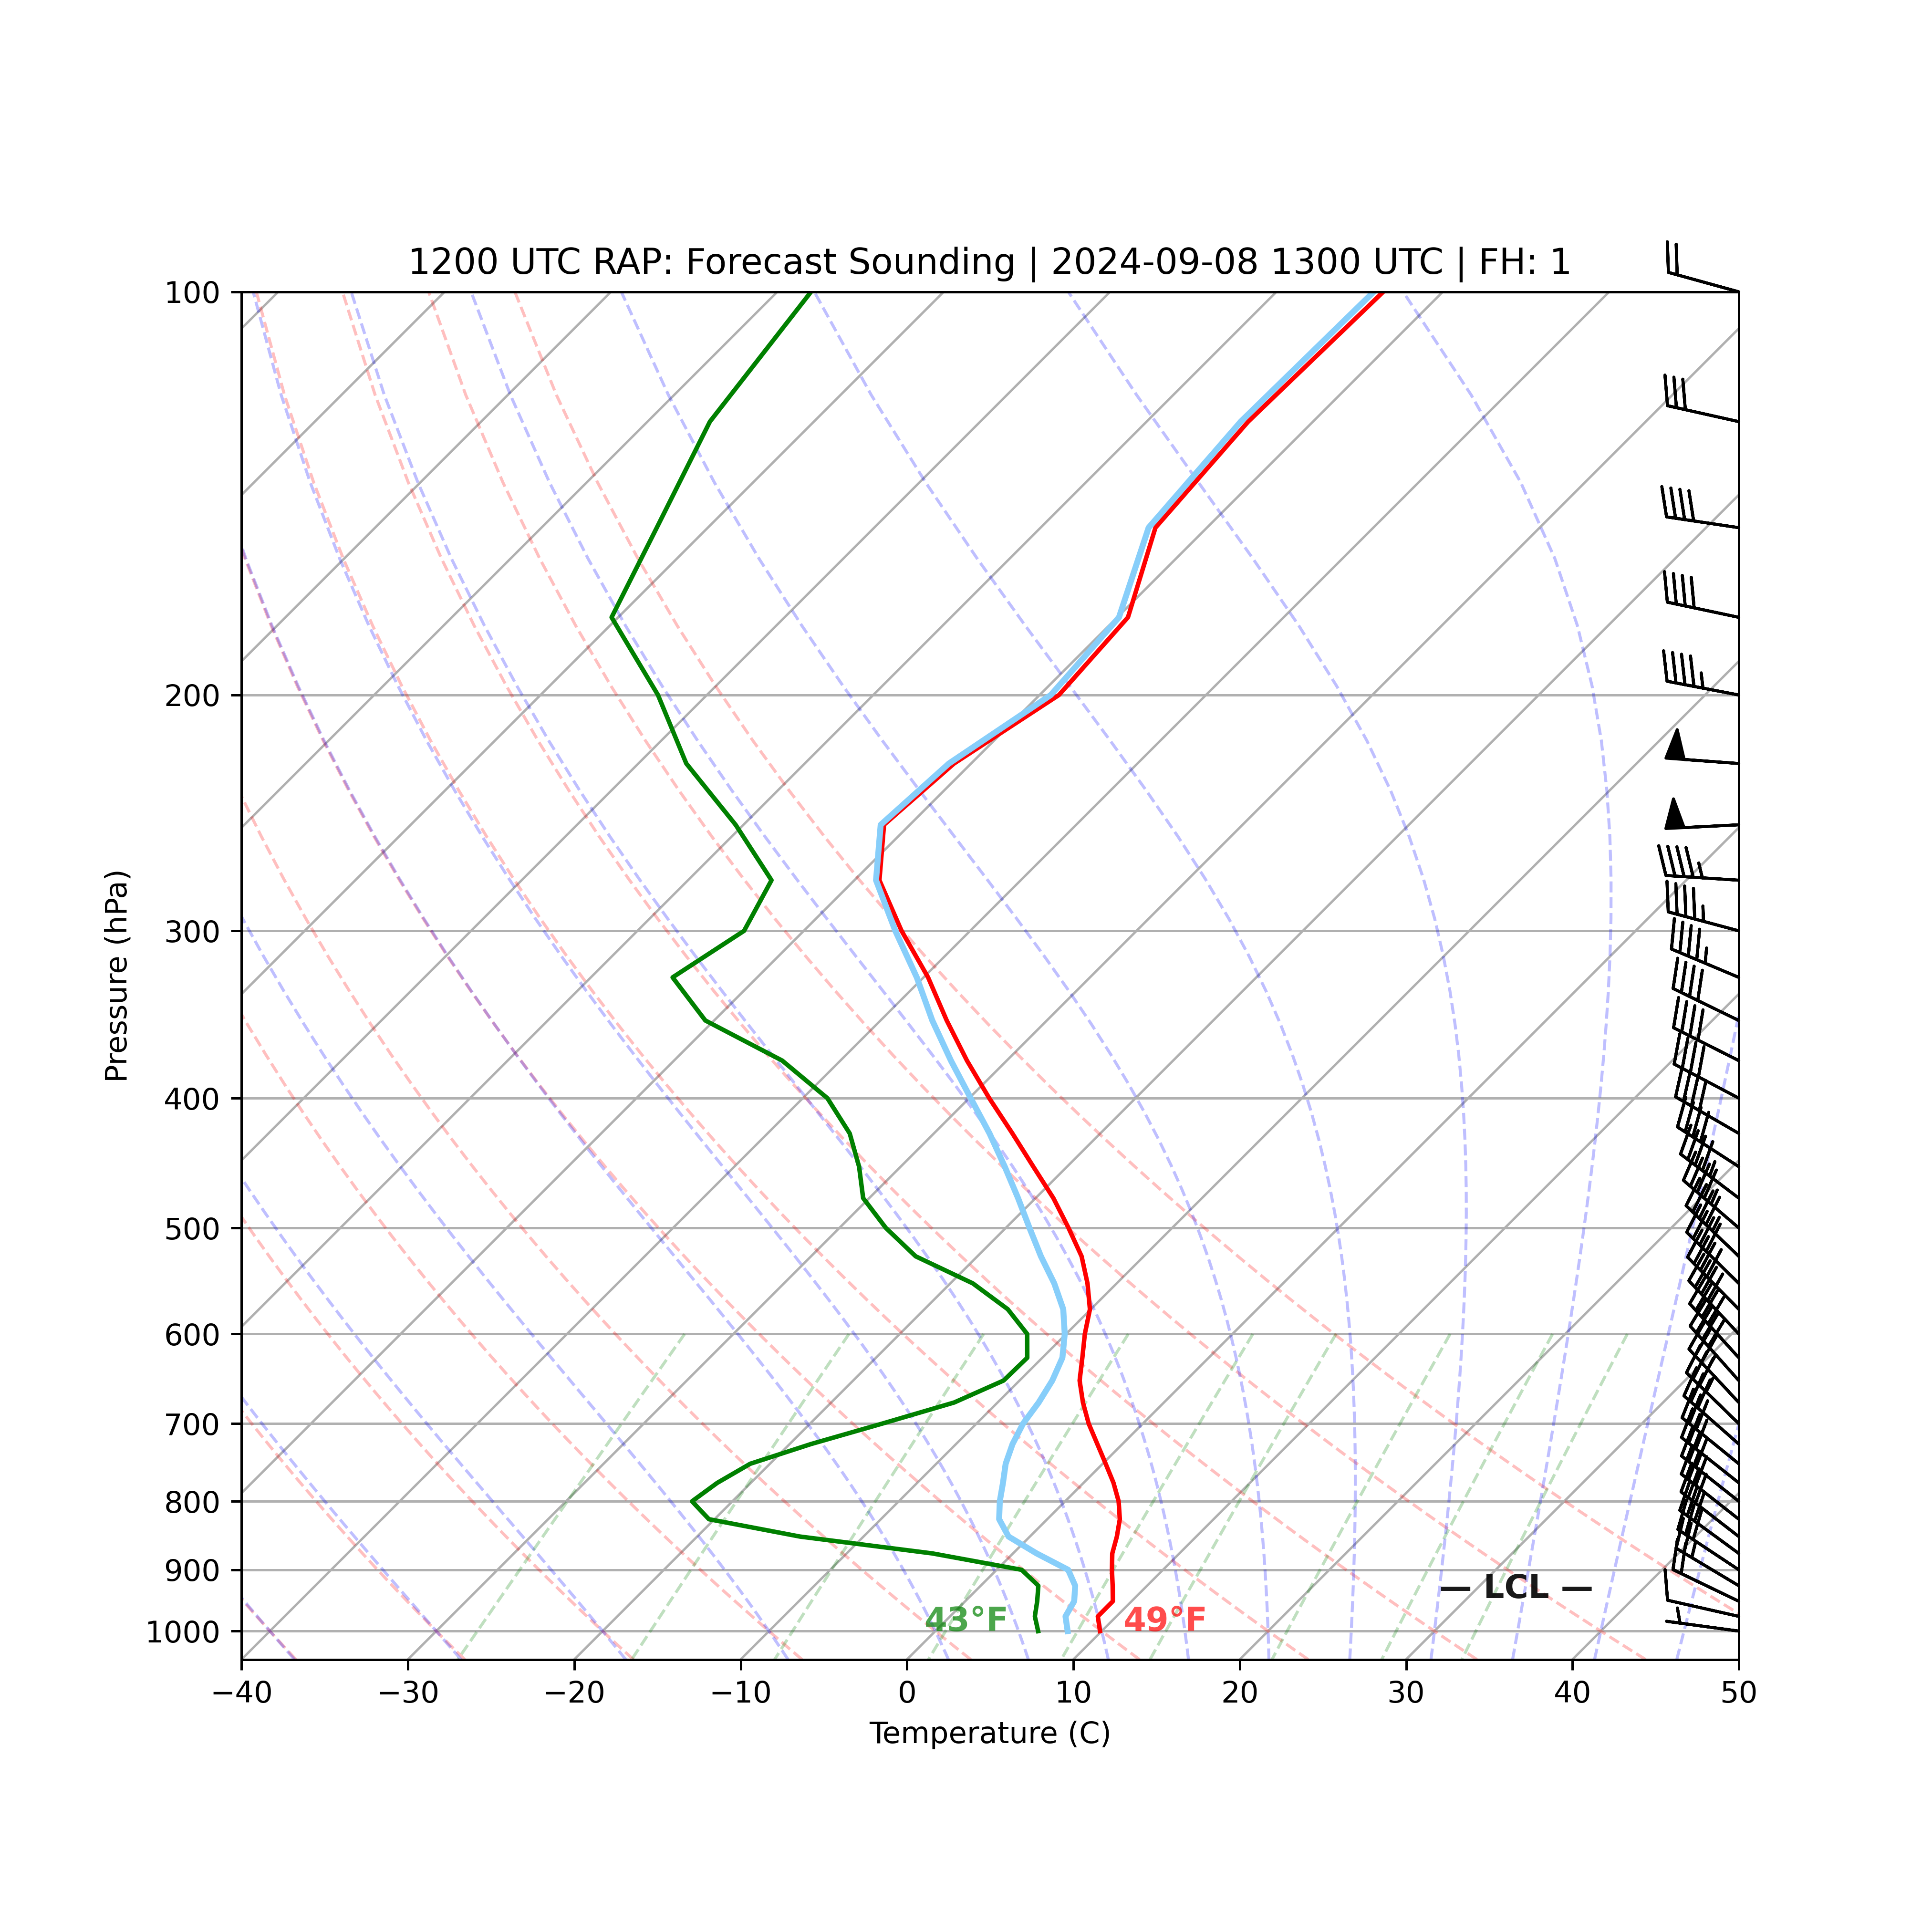 1200 UTC RAP: Forecast Sounding | 2024-09-08 1300 UTC | FH: 1
100
200
300
400
500
600
700
800
900
1000
Pressure (hPa)
— LCL —
43°F
49°F
−40 −30 −20 −10 0 10 20 30 40 50
Temperature (C)